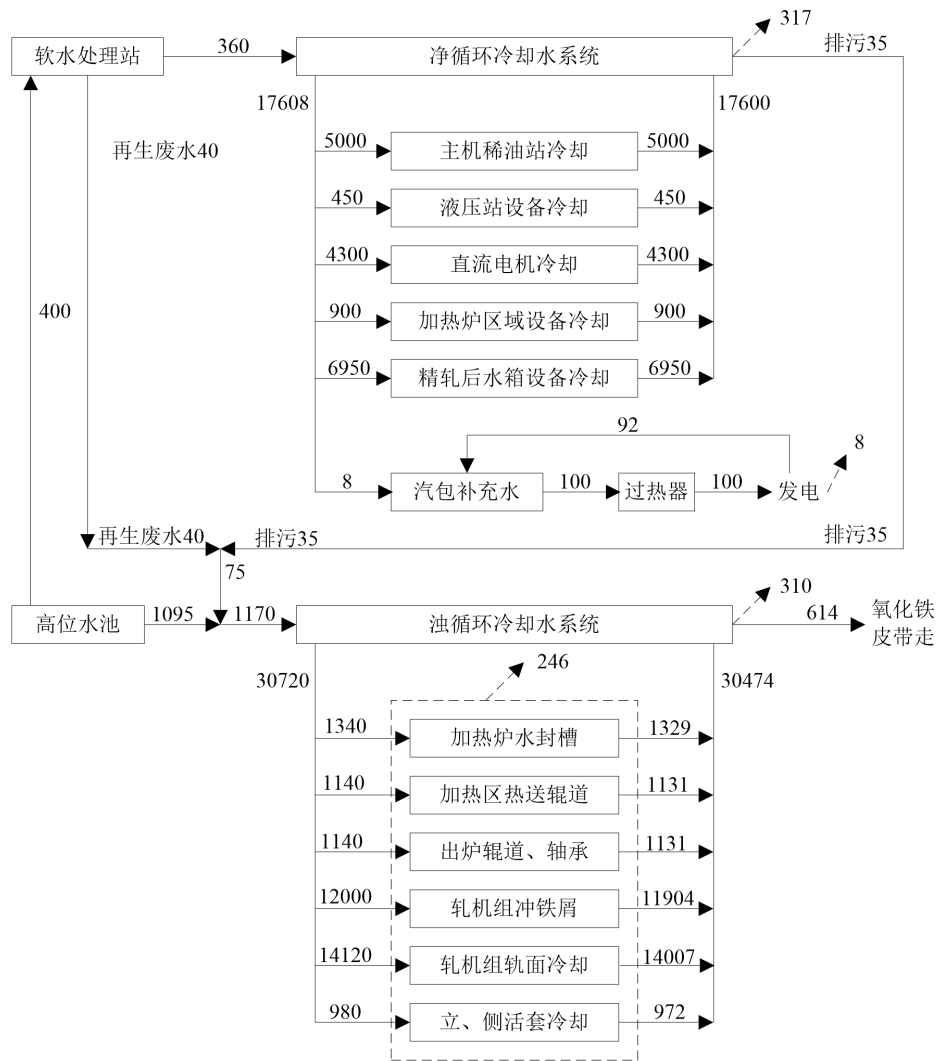 317
软水处理站
360
净循环冷却水系统
排污35
17608
17600
再生废水40
5000
主机稀油站冷却
5000
450
液压站设备冷却
450
4300
直流电机冷却
4300
400
900
加热炉区域设备冷却
900
6950
精轧后水箱设备冷却
6950
92
8
8
汽包补充水
100
过热器
100
发电
再生废水40
排污35
排污35
75
310
高位水池
1095
1170
浊循环冷却水系统
614
氧化铁
皮带走
246
30720
30474
1340
加热炉水封槽
1329
1140
加热区热送辊道
1131
1140
出炉辊道、轴承
1131
12000
轧机组冲铁屑
11904
14120
轧机组轨面冷却
14007
980
立、侧活套冷却
972